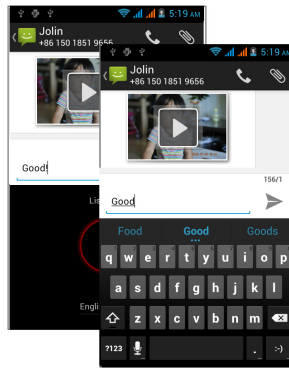 5:19 AM
Jolin
+86 150 1851 9656
Good!
Lis
Engli
5:19 AM
Jolin
+86 150 1851 9656
156/1
Good
Food Good Goods
q w e r t y u i o p
a s d f g h j k l
z x c v b n m
?123 . :-)